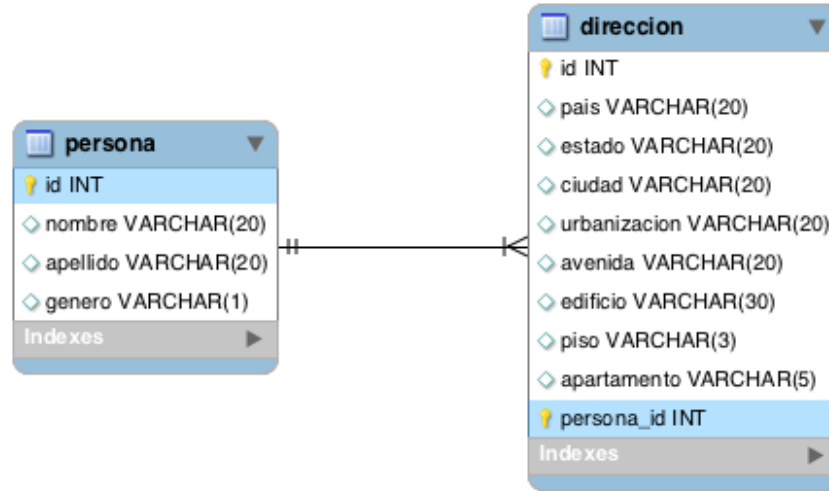 persona
id INT
nombre VARCHAR(20)
apellido VARCHAR(20)
genero VARCHAR(1)
Indexes
direccion
id INT
pais VARCHAR(20)
estado VARCHAR(20)
ciudad VARCHAR(20)
urbanizacion VARCHAR(20)
avenida VARCHAR(20)
edificio VARCHAR(30)
piso VARCHAR(3)
apartamento VARCHAR(5)
persona_id INT
Indexes